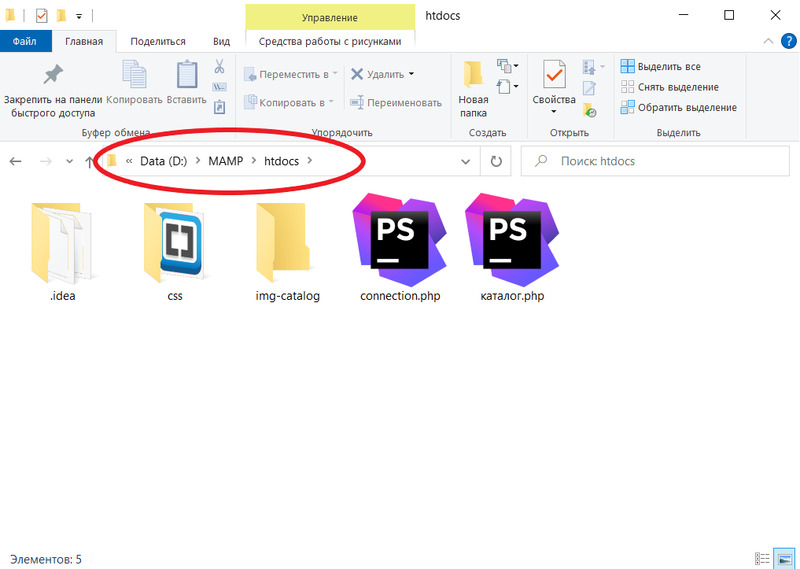 Управление
htdocs
Файл
Главная
Поделиться
Вид
Средства работы с рисунками
?
Закрепить на панели
быстрого доступа
Копировать
Вставить
Буфер обмена
Переместить в
Копировать в
Удалить
Переименовать
Упорядочить
Новая
папка
Создать
Свойства
Открыть
Выделить все
Снять выделение
Обратить выделение
Выделить
« Data (D:) > MAMP > htdocs >
Поиск: htdocs
PS
PS
.idea
css
img-catalog
connection.php
каталог.php
Элементов: 5